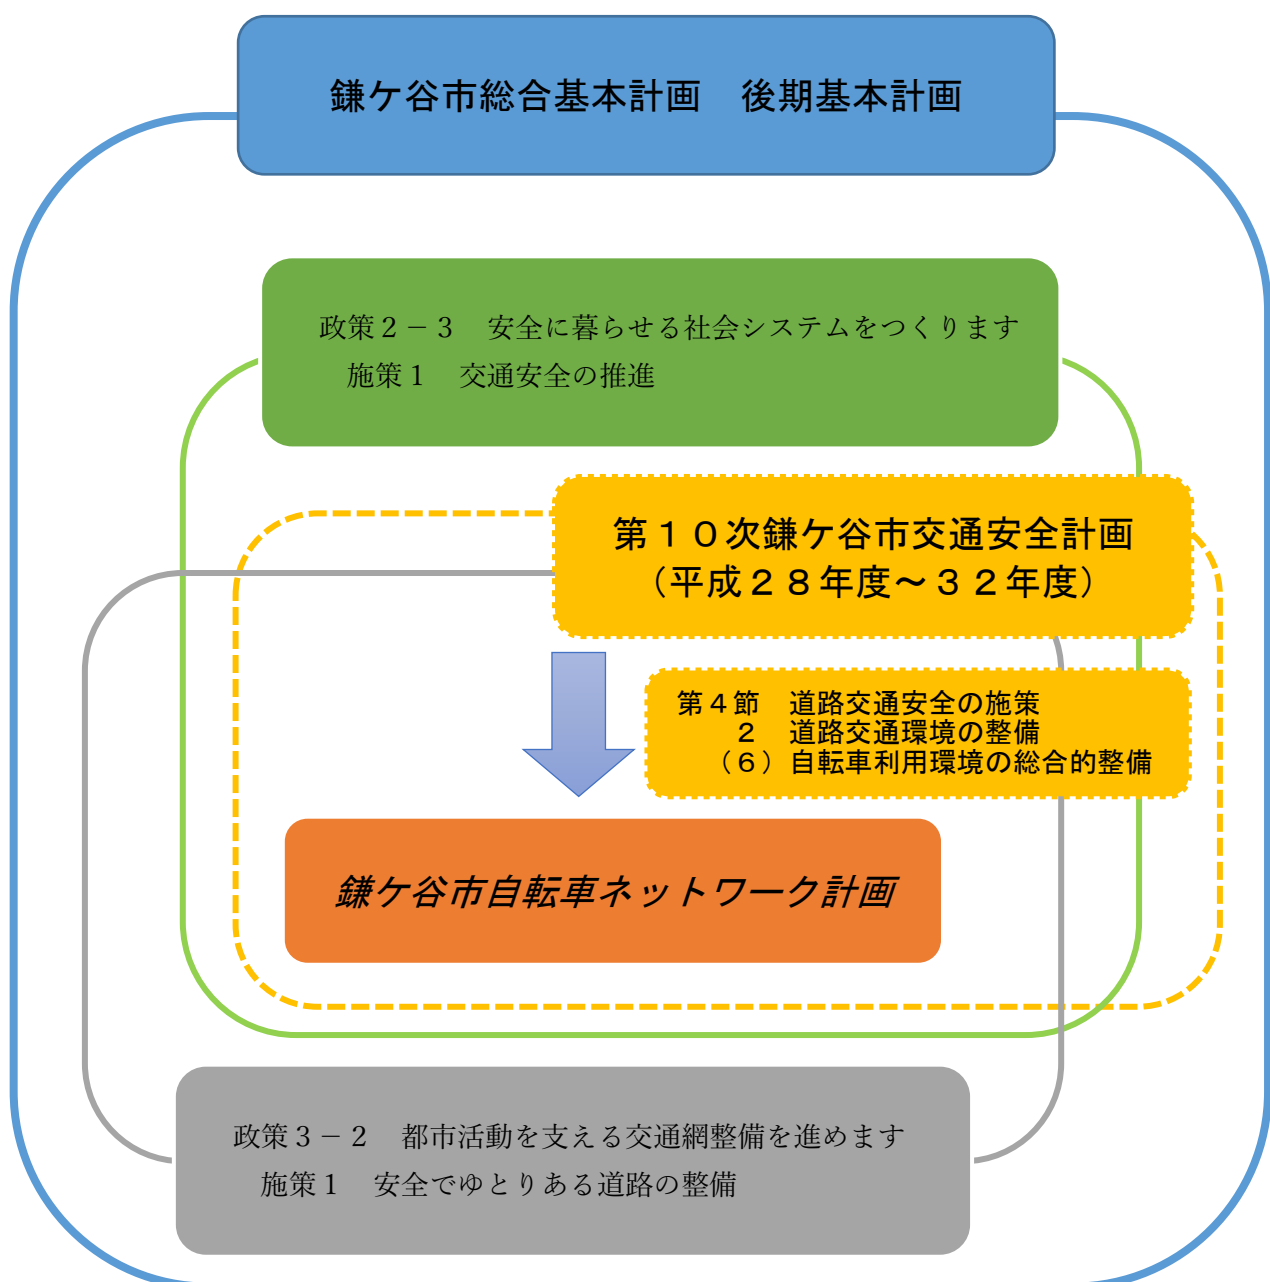 鎌ケ谷市総合基本計画　後期基本計画
政策２－３　安全に暮らせる社会システムをつくります
施策１　交通安全の推進
第１０次鎌ケ谷市交通安全計画
（平成２８年度～３２年度）
第４節　道路交通安全の施策
２　道路交通環境の整備
（６）自転車利用環境の総合的整備
鎌ケ谷市自転車ネットワーク計画
政策３－２　都市活動を支える交通網整備を進めます
施策１　安全でゆとりある道路の整備